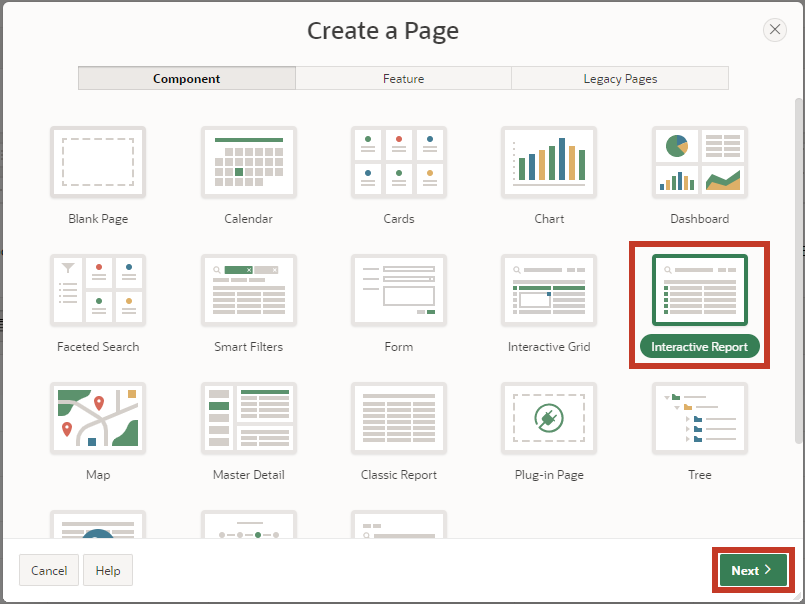 Create a Page
Component
Feature
Legacy Pages
Blank Page
Calendar
Cards
Chart
Dashboard
Faceted Search
Smart Filters
Form
Interactive Grid
Interactive Report
Map
Master Detail
Classic Report
Plug-in Page
Tree
Cancel
Help
Next